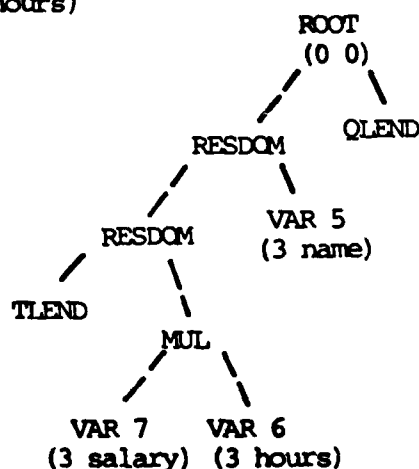 hours)
ROOT
(0 0)
RESDOM
QLEND
RESDOM
VAR 5
(3 name)
TLEND
MUL
VAR 7 VAR 6
(3 salary) (3 hours)